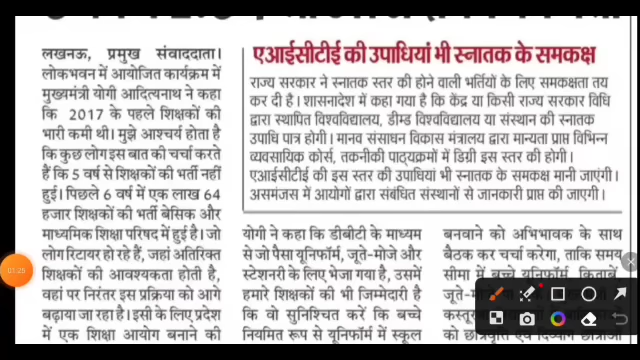 लखनऊ, प्रमुख संवाददाता।
लोकभवन में आयोजित कार्यक्रम में
मुख्यमंत्री योगी आदित्यनाथ ने कहा
कि 2017 के पहले शिक्षकों की
भारी कमी थी। मुझे आश्चर्य होता है
कि कुछ लोग इस बात की चर्चा करते
हैं कि 5 वर्ष से शिक्षकों की भर्ती नहीं
हुई। पिछले 6 वर्ष में एक लाख 64
हजार शिक्षकों की भर्ती बेसिक और
माध्यमिक शिक्षा परिषद में हुई है। जो
लोग रिटायर हो रहे हैं, जहां अतिरिक्त
शिक्षकों की आवश्यकता होती है,
वहां पर निरंतर इस प्रक्रिया को आगे
बढ़ाया जा रहा है। इसी के लिए प्रदेश
में एक शिक्षा आयोग बनाने की
एआईसीटीई की उपाधियां भी स्नातक के समकक्ष
राज्य सरकार ने स्नातक स्तर की होने वाली भर्तियों के लिए समकक्षता तय
कर दी है। शासनादेश में कहा गया है कि केंद्र या किसी राज्य सरकार विधि
द्वारा स्थापित विश्वविद्यालय, डीम्ड विश्वविद्यालय या संस्थान की स्नातक
उपाधि पात्र होगी। मानव संसाधन विकास मंत्रालय द्वारा मान्यता प्राप्त विभिन्न
व्यवसायिक कोर्स, तकनीकी पाठ्यक्रमों में डिग्री इस स्तर की होगी।
एआईसीटीई की इस स्तर की उपाधियां भी स्नातक के समकक्ष मानी जाएंगी।
असमंजस में आयोगों द्वारा संबंधित संस्थानों से जानकारी प्राप्त की जाएगी।
योगी ने कहा कि डीबीटी के माध्यम
से जो पैसा यूनिफॉर्म, जूते-मोजे और
स्टेशनरी के लिए भेजा गया है, उसमें
हमारे शिक्षकों की भी जिम्मेदारी है
कि वो सुनिश्चित करें कि बच्चे
नियमित रूप से यूनिफॉर्म में स्कूल
बनवाने को अभिभावक के साथ
बैठक कर चर्चा करेगा, ताकि समय
सीमा में बच्चे यूनिफॉर्म, किताबें,
जूते-
कस्तूरबा
को छात्रवृत्ति एवं दिव्यांग छात्राओं
01:25